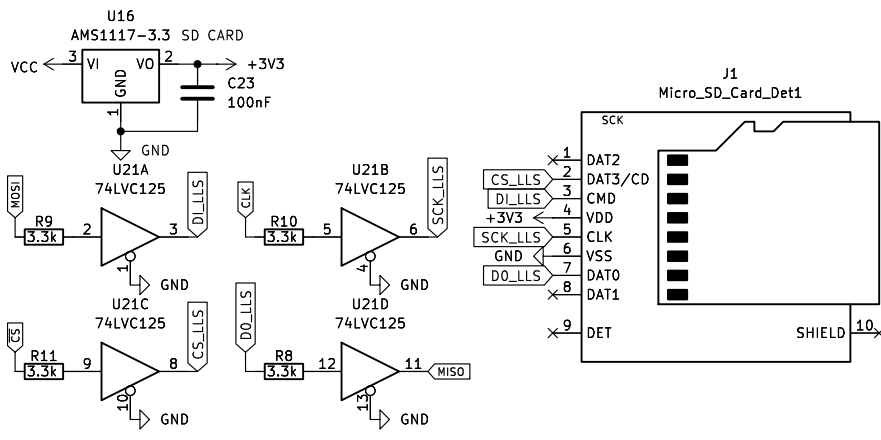 U16
AMS1117-3.3 SD CARD
VCC
3
VI
VO
2
+3V3
GND
1
C23
100nF
GND
U21A
74LVC125
MOSI
R9
3.3k
2
3
DI_LLS
1
GND
U21B
74LVC125
CLK
R10
3.3k
5
6
SCK_LLS
4
GND
U21C
74LVC125
CS
R11
3.3k
9
8
CS_LLS
10
GND
U21D
74LVC125
DO_LLS
R8
3.3k
12
11
MISO
13
GND
J1
Micro_SD_Card_Det1
SCK
1 DAT2
CS_LLS 2 DAT3/CD
DI_LLS 3 CMD
+3V3 4 VDD
SCK_LLS 5 CLK
GND 6 VSS
DO_LLS 7 DAT0
8 DAT1
9 DET
SHIELD 10